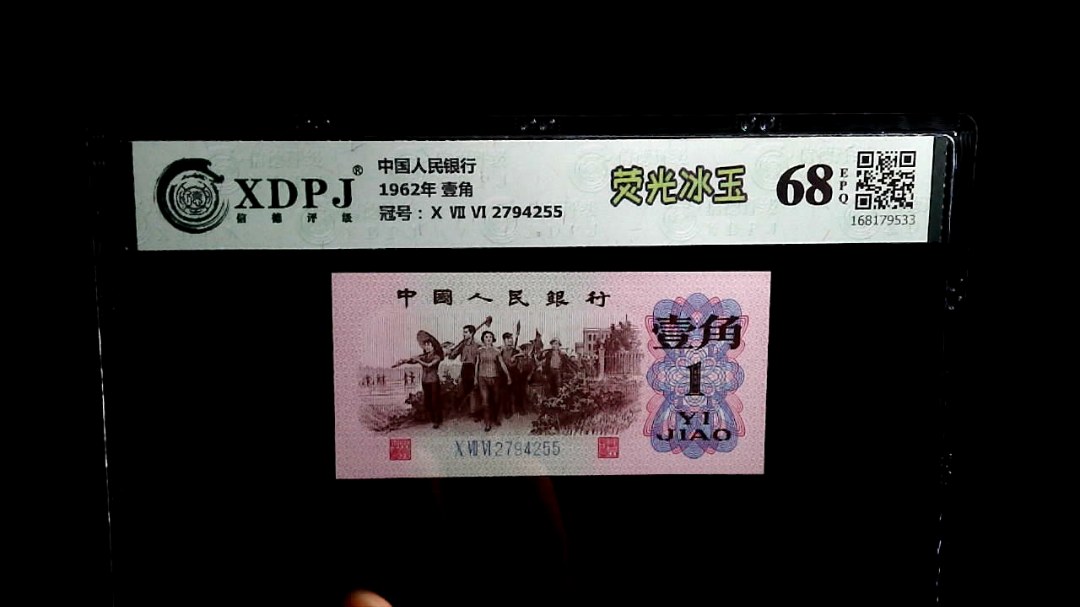 XDPJ®
信德评级
中国人民银行
1962年 壹角
冠号：X Ⅶ Ⅵ 2794255
荧光冰玉
68
EPQ
168179533
中國人民銀行
壹角
1
YI
JIAO
X Ⅶ Ⅵ 2794255